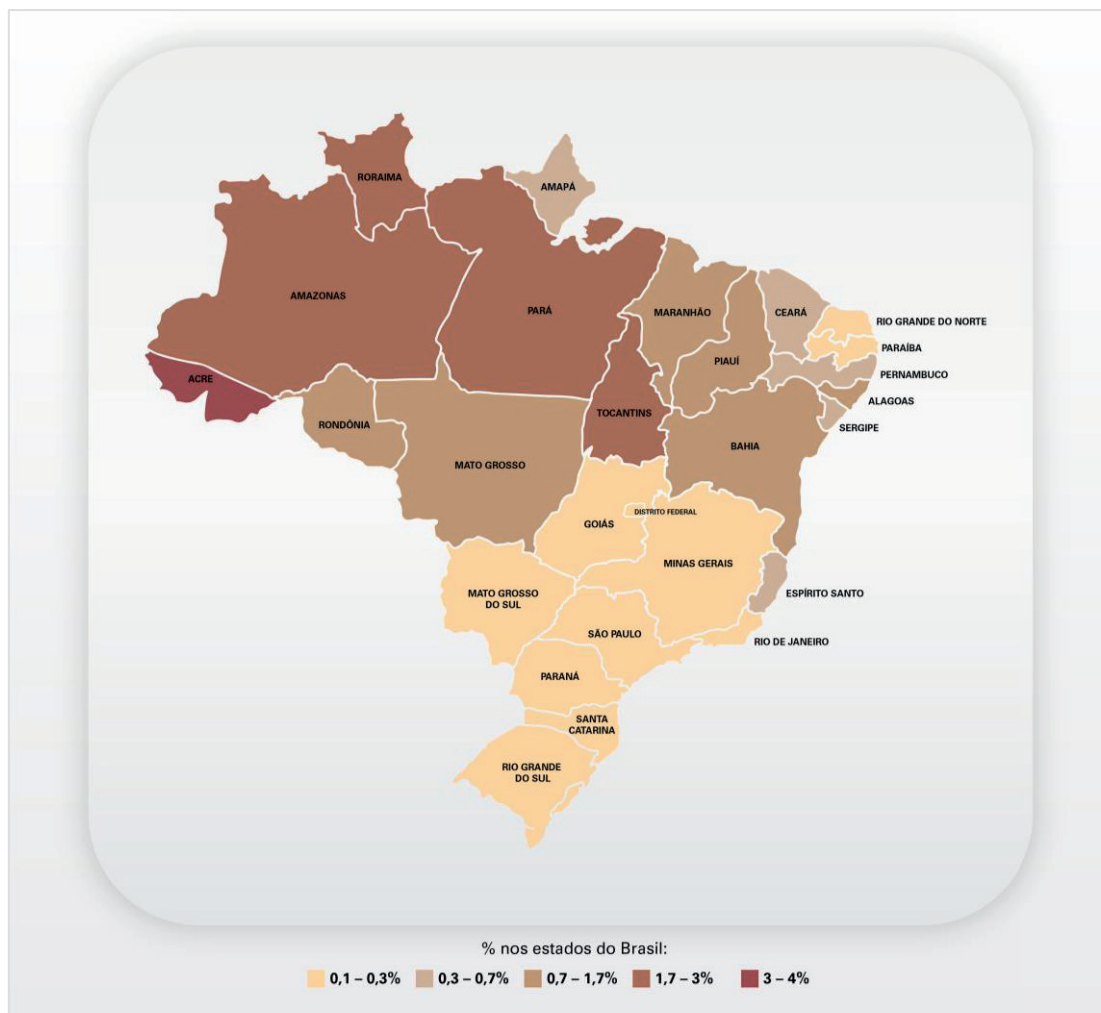 RORAIMA
AMAPÁ
AMAZONAS
PARÁ
MARANHÃO
CEARÁ
RIO GRANDE DO NORTE
PARAÍBA
PIAUÍ
PERNAMBUCO
ACRE
ALAGOAS
TOCANTINS
SERGIPE
RONDÔNIA
BAHIA
MATO GROSSO
DISTRITO FEDERAL
GOIÁS
MINAS GERAIS
MATO GROSSO
DO SUL
ESPÍRITO SANTO
SÃO PAULO
RIO DE JANEIRO
PARANÁ
SANTA
CATARINA
RIO GRANDE
DO SUL
% nos estados do Brasil:
0,1 – 0,3% 0,3 – 0,7% 0,7 – 1,7% 1,7 – 3% 3 – 4%